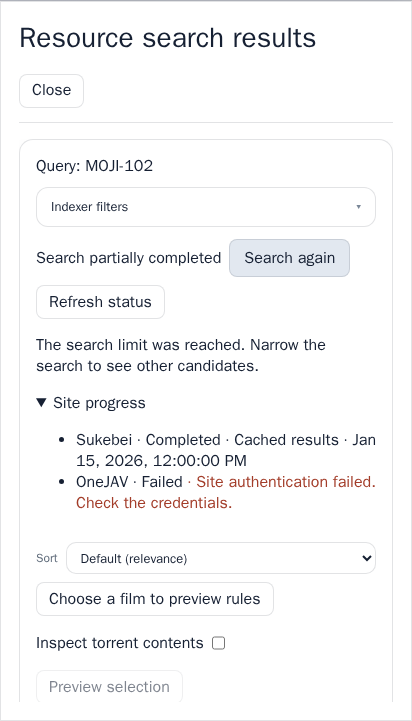 Resource search results
Close
Query: MOJI-102
Indexer filters
Search partially completed
Search again
Refresh status
The search limit was reached. Narrow the
search to see other candidates.
▼ Site progress
• Sukebei · Completed · Cached results · Jan
15, 2026, 12:00:00 PM
• OneJAV · Failed · Site authentication failed.
Check the credentials.
Sort Default (relevance)
Choose a film to preview rules
Inspect torrent contents
Preview selection